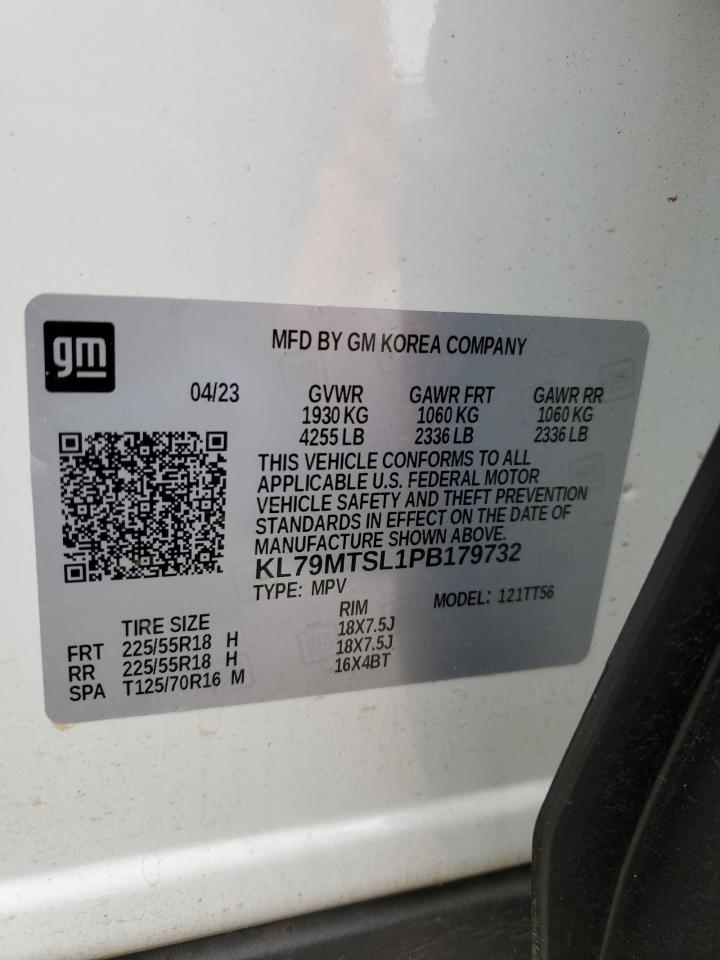 gm
MFD BY GM KOREA COMPANY
04/23 GVWR GAWR FRT GAWR RR
1930 KG 1060 KG 1060 KG
4255 LB 2336 LB 2336 LB
THIS VEHICLE CONFORMS TO ALL
APPLICABLE U.S. FEDERAL MOTOR
VEHICLE SAFETY AND THEFT PREVENTION
STANDARDS IN EFFECT ON THE DATE OF
MANUFACTURE SHOWN ABOVE.
KL79MTSL1PB179732
TYPE: MPV MODEL: 121TT56
TIRE SIZE RIM
FRT 225/55R18 H 18X7.5J
RR 225/55R18 H 18X7.5J
SPA T125/70R16 M 16X4BT